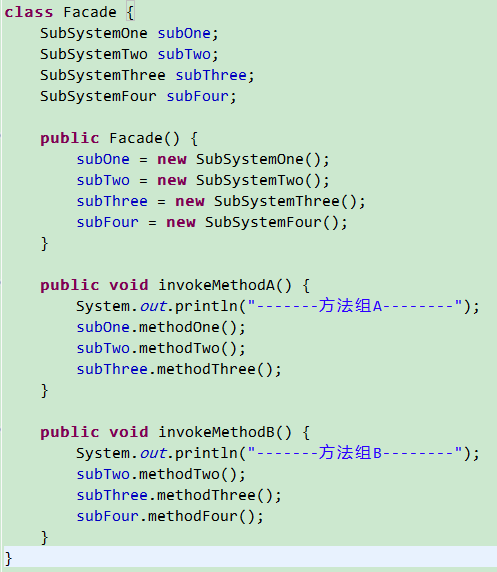 class Facade {
    SubSystemOne subOne;
    SubSystemTwo subTwo;
    SubSystemThree subThree;
    SubSystemFour subFour;

    public Facade() {
        subOne = new SubSystemOne();
        subTwo = new SubSystemTwo();
        subThree = new SubSystemThree();
        subFour = new SubSystemFour();
    }

    public void invokeMethodA() {
        System.out.println("-------方法组A--------");
        subOne.methodOne();
        subTwo.methodTwo();
        subThree.methodThree();
    }

    public void invokeMethodB() {
        System.out.println("-------方法组B--------");
        subTwo.methodTwo();
        subThree.methodThree();
        subFour.methodFour();
    }
}